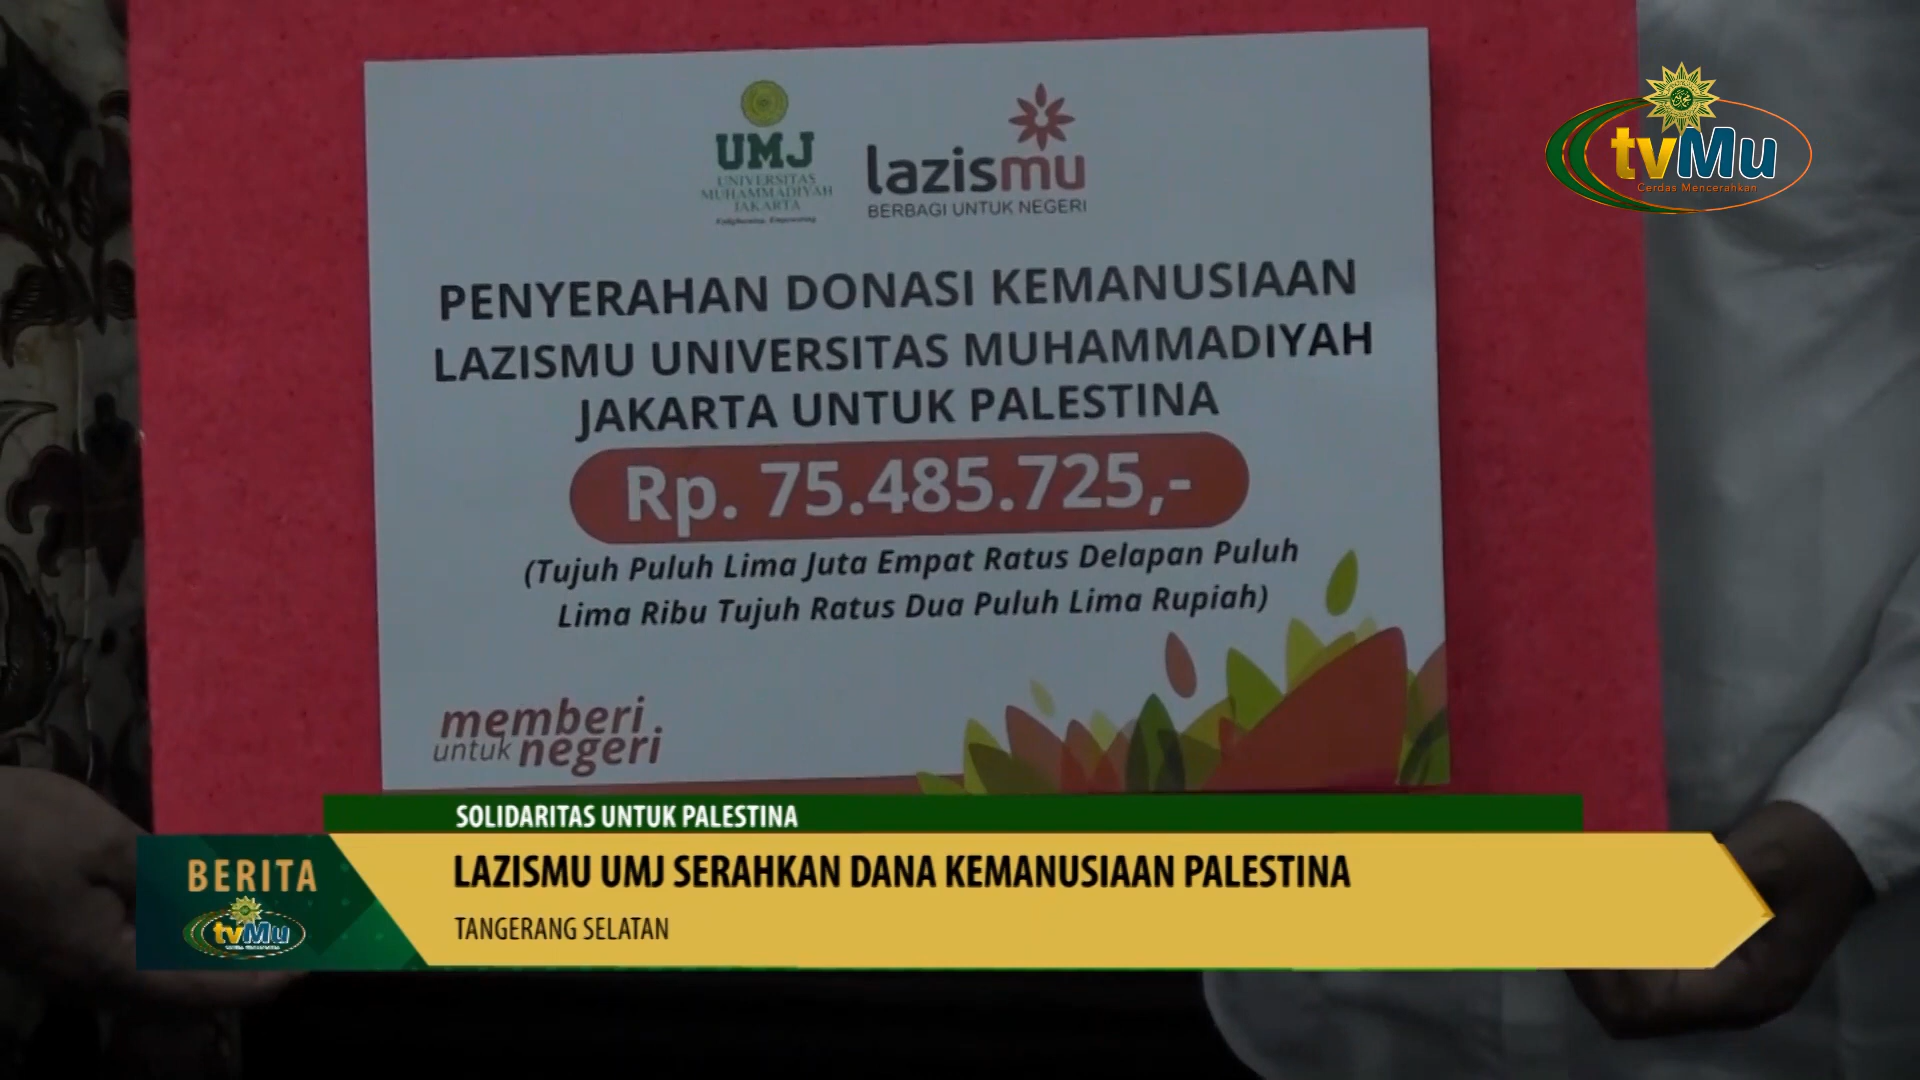 UMJ
UNIVERSITAS
MUHAMMADIYAH
JAKARTA
lazismu
BERBAGI UNTUK NEGERI
tvMu
Cerdas Mencerahkan
PENYERAHAN DONASI KEMANUSIAAN
LAZISMU UNIVERSITAS MUHAMMADIYAH
JAKARTA UNTUK PALESTINA
Rp. 75.485.725,-
(Tujuh Puluh Lima Juta Empat Ratus Delapan Puluh
Lima Ribu Tujuh Ratus Dua Puluh Lima Rupiah)
memberi
untuk negeri
SOLIDARITAS UNTUK PALESTINA
BERITA
tvMu
LAZISMU UMJ SERAHKAN DANA KEMANUSIAAN PALESTINA
TANGERANG SELATAN